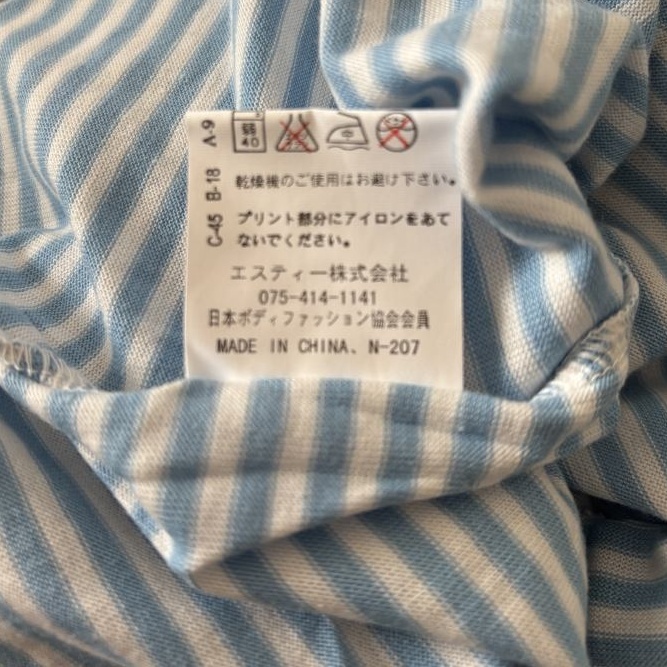 弱
40
中
A-9
B-18
C-45
乾燥機のご使用はお避け下さい。
プリント部分にアイロンをあて
ないでください。
エスティー株式会社
075-414-1141
日本ボディファッション協会会員
MADE IN CHINA、N-207